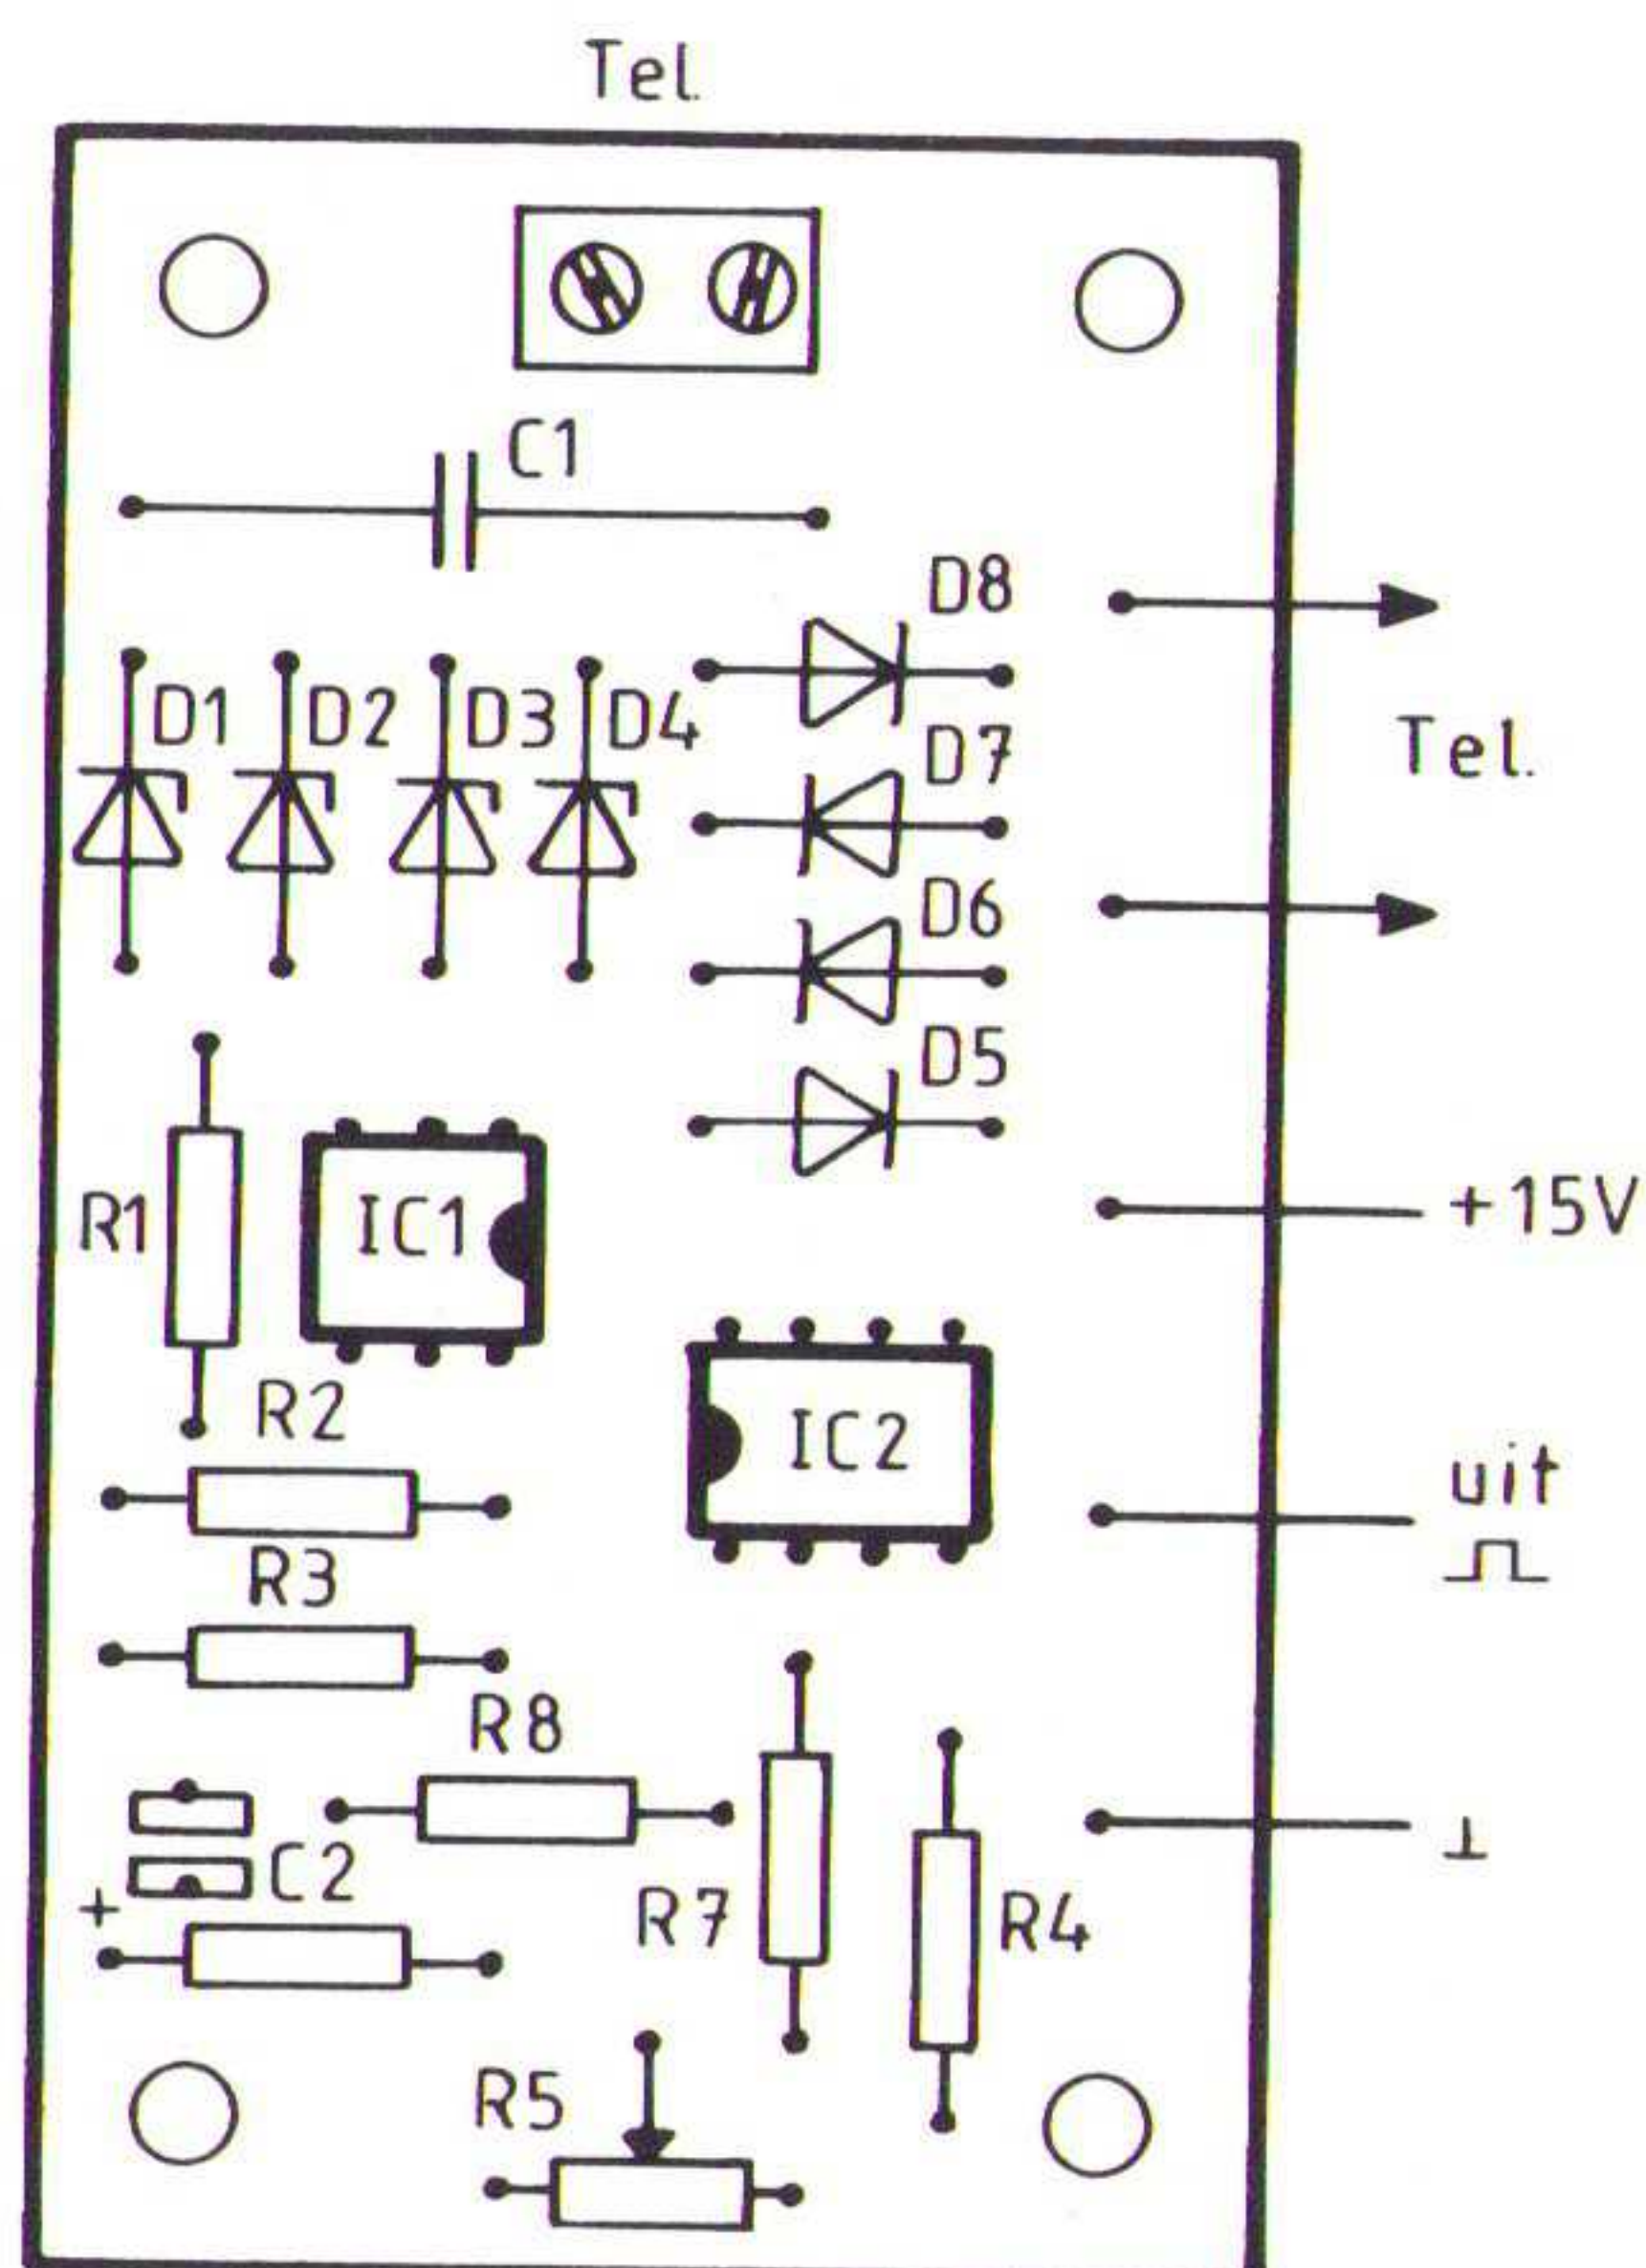 Tel.
C1
D8
D1 D2 D3 D4
D7
Tel.
D6
D5
R1
IC1
+15V
R2
IC2
uit
R3
R8
C2
+
R7
R4
R5
⊥